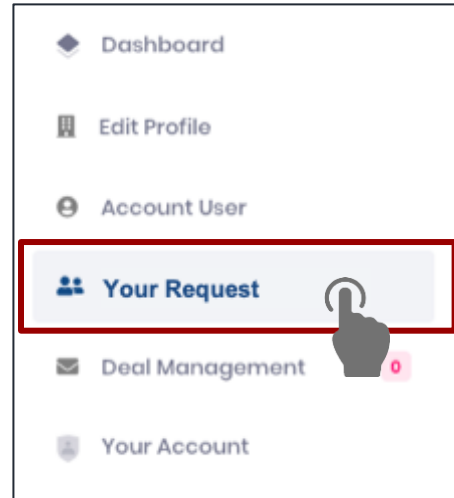 Dashboard
Edit Profile
Account User
Your Request
Deal Management 0
Your Account